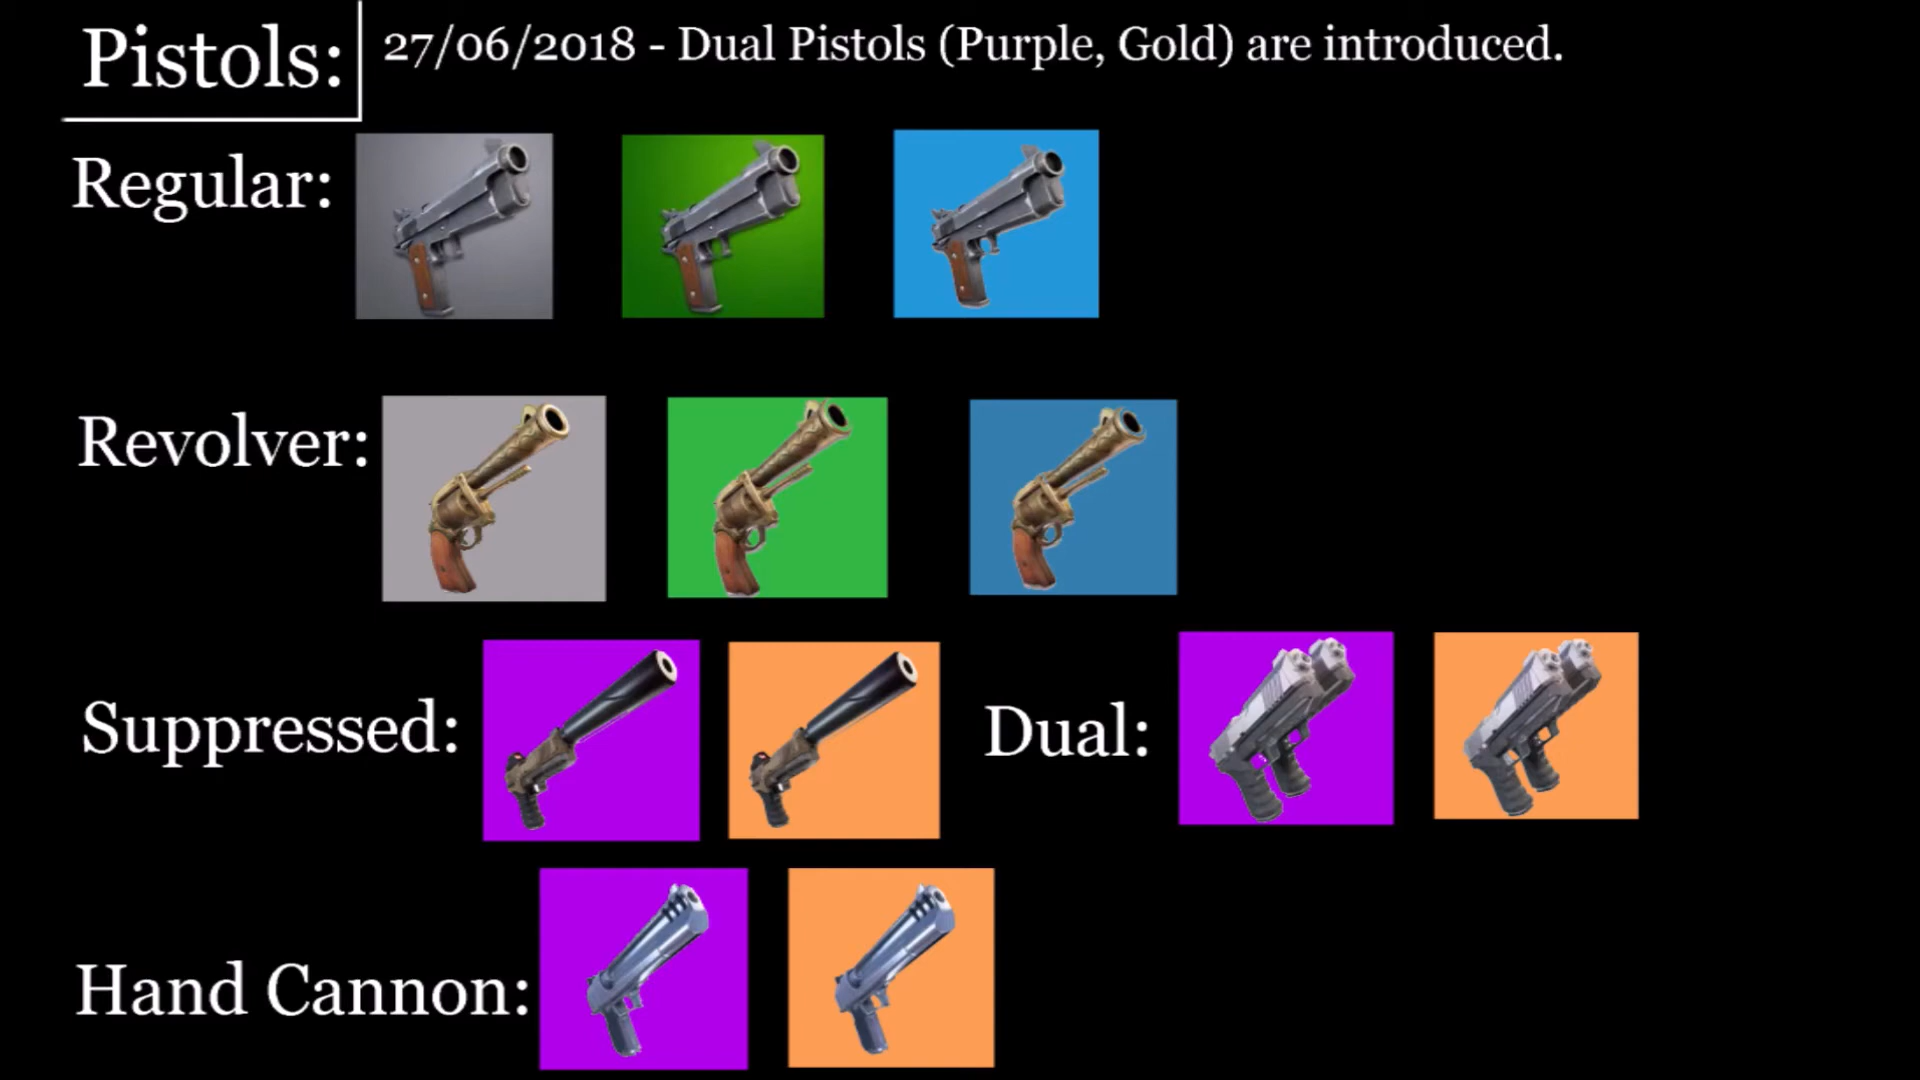 Pistols:
27/06/2018 - Dual Pistols (Purple, Gold) are introduced.
Regular:
Revolver:
Suppressed:
Dual:
Hand Cannon: